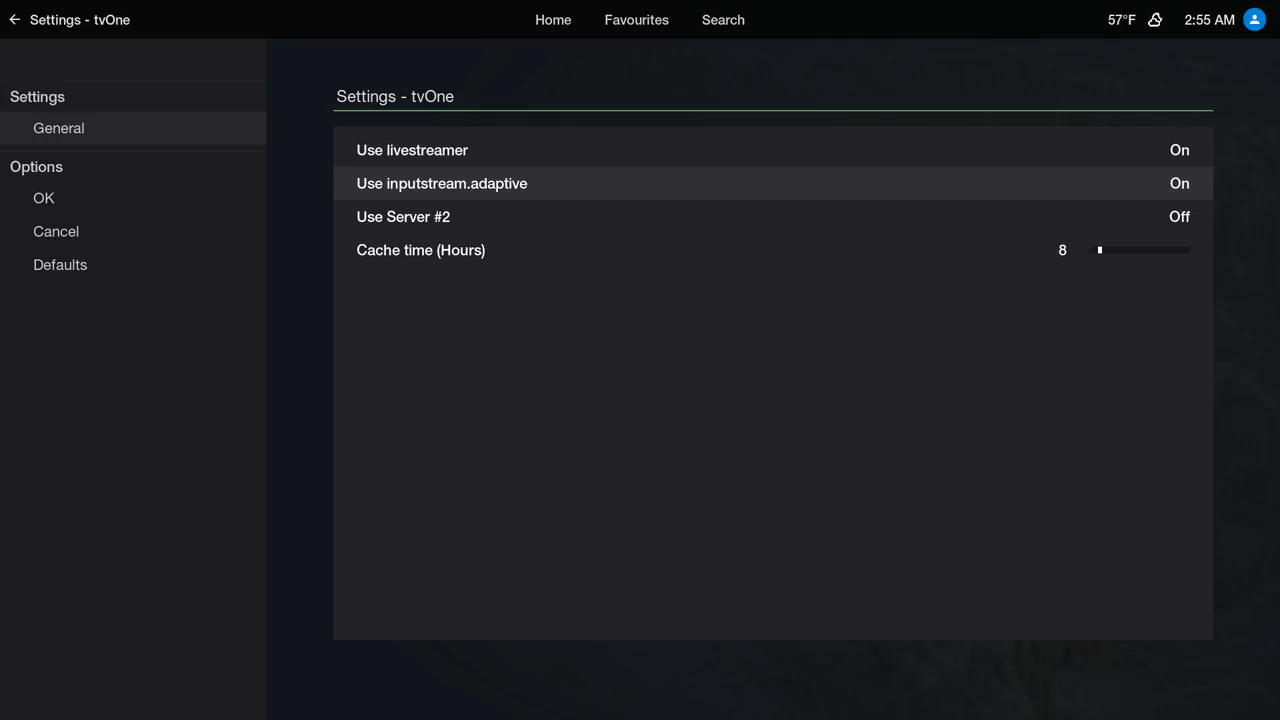 Settings - tvOne
Home
Favourites
Search
57°F
2:55 AM
Settings
General
Options
OK
Cancel
Defaults
Settings - tvOne
Use livestreamer On
Use inputstream.adaptive On
Use Server #2 Off
Cache time (Hours) 8